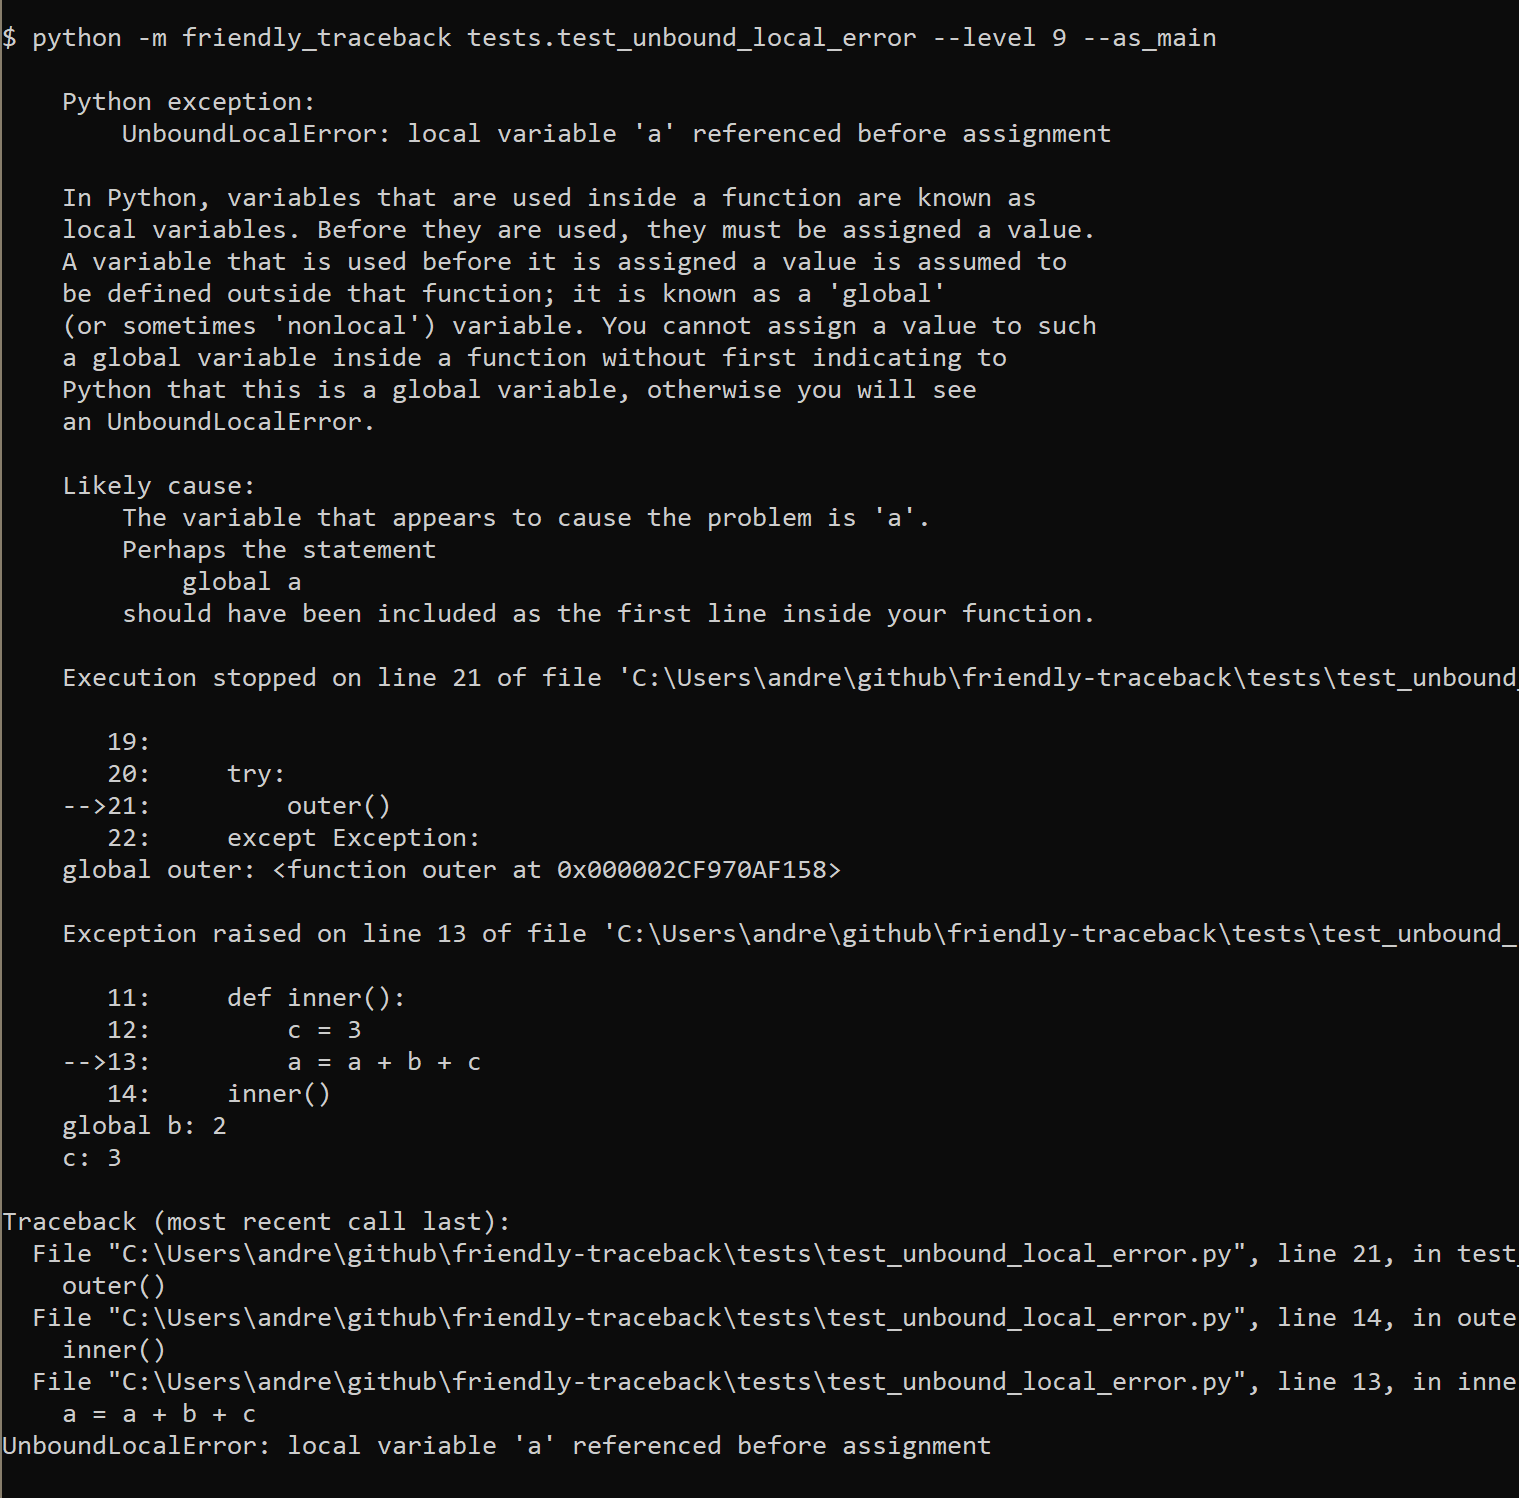 $ python -m friendly_traceback tests.test_unbound_local_error --level 9 --as_main
Python exception:
UnboundLocalError: local variable 'a' referenced before assignment
In Python, variables that are used inside a function are known as
local variables. Before they are used, they must be assigned a value.
A variable that is used before it is assigned a value is assumed to
be defined outside that function; it is known as a 'global'
(or sometimes 'nonlocal') variable. You cannot assign a value to such
a global variable inside a function without first indicating to
Python that this is a global variable, otherwise you will see
an UnboundLocalError.
Likely cause:
The variable that appears to cause the problem is 'a'.
Perhaps the statement
global a
should have been included as the first line inside your function.
Execution stopped on line 21 of file 'C:\Users\andre\github\friendly-traceback\tests\test_unbound_
19:
20:     try:
-->21:         outer()
22:     except Exception:
global outer: <function outer at 0x000002CF970AF158>
Exception raised on line 13 of file 'C:\Users\andre\github\friendly-traceback\tests\test_unbound_
11:     def inner():
12:         c = 3
-->13:         a = a + b + c
14:     inner()
global b: 2
c: 3
Traceback (most recent call last):
File "C:\Users\andre\github\friendly-traceback\tests\test_unbound_local_error.py", line 21, in test_
outer()
File "C:\Users\andre\github\friendly-traceback\tests\test_unbound_local_error.py", line 14, in oute
inner()
File "C:\Users\andre\github\friendly-traceback\tests\test_unbound_local_error.py", line 13, in inne
a = a + b + c
UnboundLocalError: local variable 'a' referenced before assignment